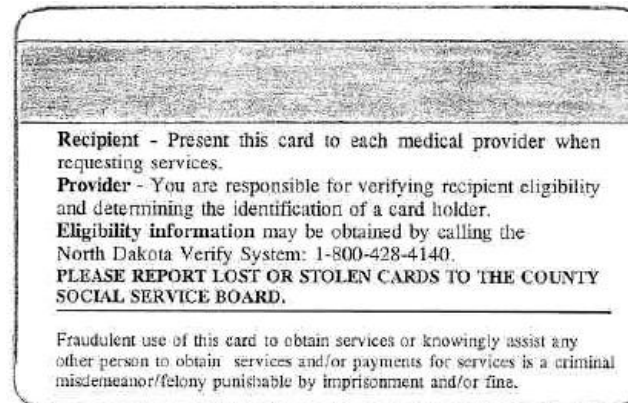 Recipient - Present this card to each medical provider when
requesting services.
Provider - You are responsible for verifying recipient eligibility
and determining the identification of a card holder.
Eligibility information may be obtained by calling the
North Dakota Verify System: 1-800-428-4140.
PLEASE REPORT LOST OR STOLEN CARDS TO THE COUNTY
SOCIAL SERVICE BOARD.
Fraudulent use of this card to obtain services or knowingly assist any
other person to obtain services and/or payments for services is a criminal
misdemeanor/felony punishable by imprisonment and/or fine.